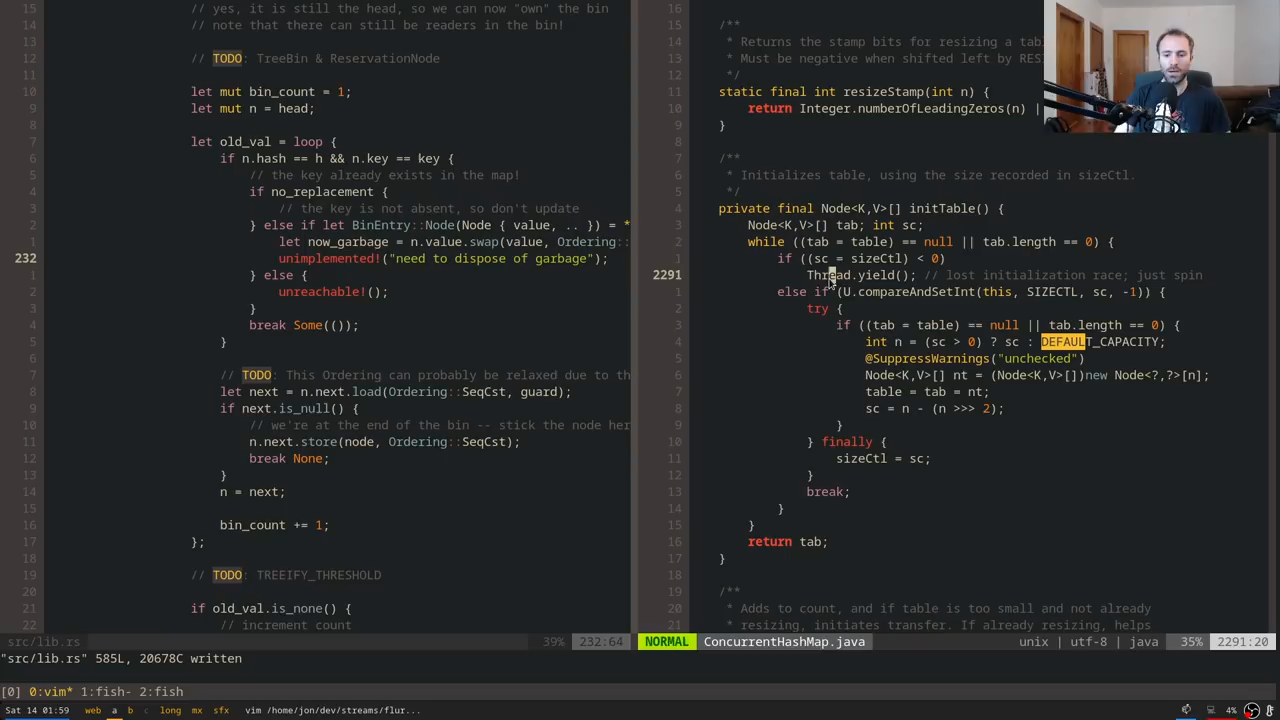 15 // yes, it is still the head, so we can now "own" the bin
14 // note that there can still be readers in the bin!
13
12 // TODO: TreeBin & ReservationNode
11
10 let mut bin_count = 1;
9 let mut n = head;
8
7 let old_val = loop {
6 if n.hash == h && n.key == key {
5 // the key already exists in the map!
4 if no_replacement {
3 // the key is not absent, so don't update
2 } else if let BinEntry::Node(Node { value, .. }) = *
1 let now_garbage = n.value.swap(value, Ordering::
232 unimplemented!("need to dispose of garbage");
1 } else {
2 unreachable!();
3 }
4 break Some(());
5 }
6
7 // TODO: This Ordering can probably be relaxed due to th
8 let next = n.next.load(Ordering::SeqCst, guard);
9 if next.is_null() {
10 // we're at the end of the bin -- stick the node her
11 n.next.store(node, Ordering::SeqCst);
12 break None;
13 }
14 n = next;
15
16 bin_count += 1;
17 };
18
19 // TODO: TREEIFY_THRESHOLD
20
21 if old_val.is_none() {
22 // increment count
src/lib.rs 39% 232:64
16
15 /**
14 * Returns the stamp bits for resizing a tab
13 * Must be negative when shifted left by RES
12 */
11 static final int resizeStamp(int n) {
10 return Integer.numberOfLeadingZeros(n) |
9 }
8
7 /**
6 * Initializes table, using the size recorded in sizeCtl.
5 */
4 private final Node<K,V>[] initTable() {
3 Node<K,V>[] tab; int sc;
2 while ((tab = table) == null || tab.length == 0) {
1 if ((sc = sizeCtl) < 0)
2291 Thread.yield(); // lost initialization race; just spin
1 else if (U.compareAndSetInt(this, SIZECTL, sc, -1)) {
2 try {
3 if ((tab = table) == null || tab.length == 0) {
4 int n = (sc > 0) ? sc : DEFAULT_CAPACITY;
5 @SuppressWarnings("unchecked")
6 Node<K,V>[] nt = (Node<K,V>[])new Node<?,?>[n];
7 table = tab = nt;
8 sc = n - (n >>> 2);
9 }
10 } finally {
11 sizeCtl = sc;
12 }
13 break;
14 }
15 }
16 return tab;
17 }
18
19 /**
20 * Adds to count, and if table is too small and not already
21 * resizing, initiates transfer. If already resizing, helps
NORMAL ConcurrentHashMap.java unix | utf-8 | java 35% 2291:20
"src/lib.rs" 585L, 20678C written
[0] 0:vim* 1:fish- 2:fish
Sat 14 01:59 web a b c long mx sfx vim /home/jon/dev/streams/flur... 4%